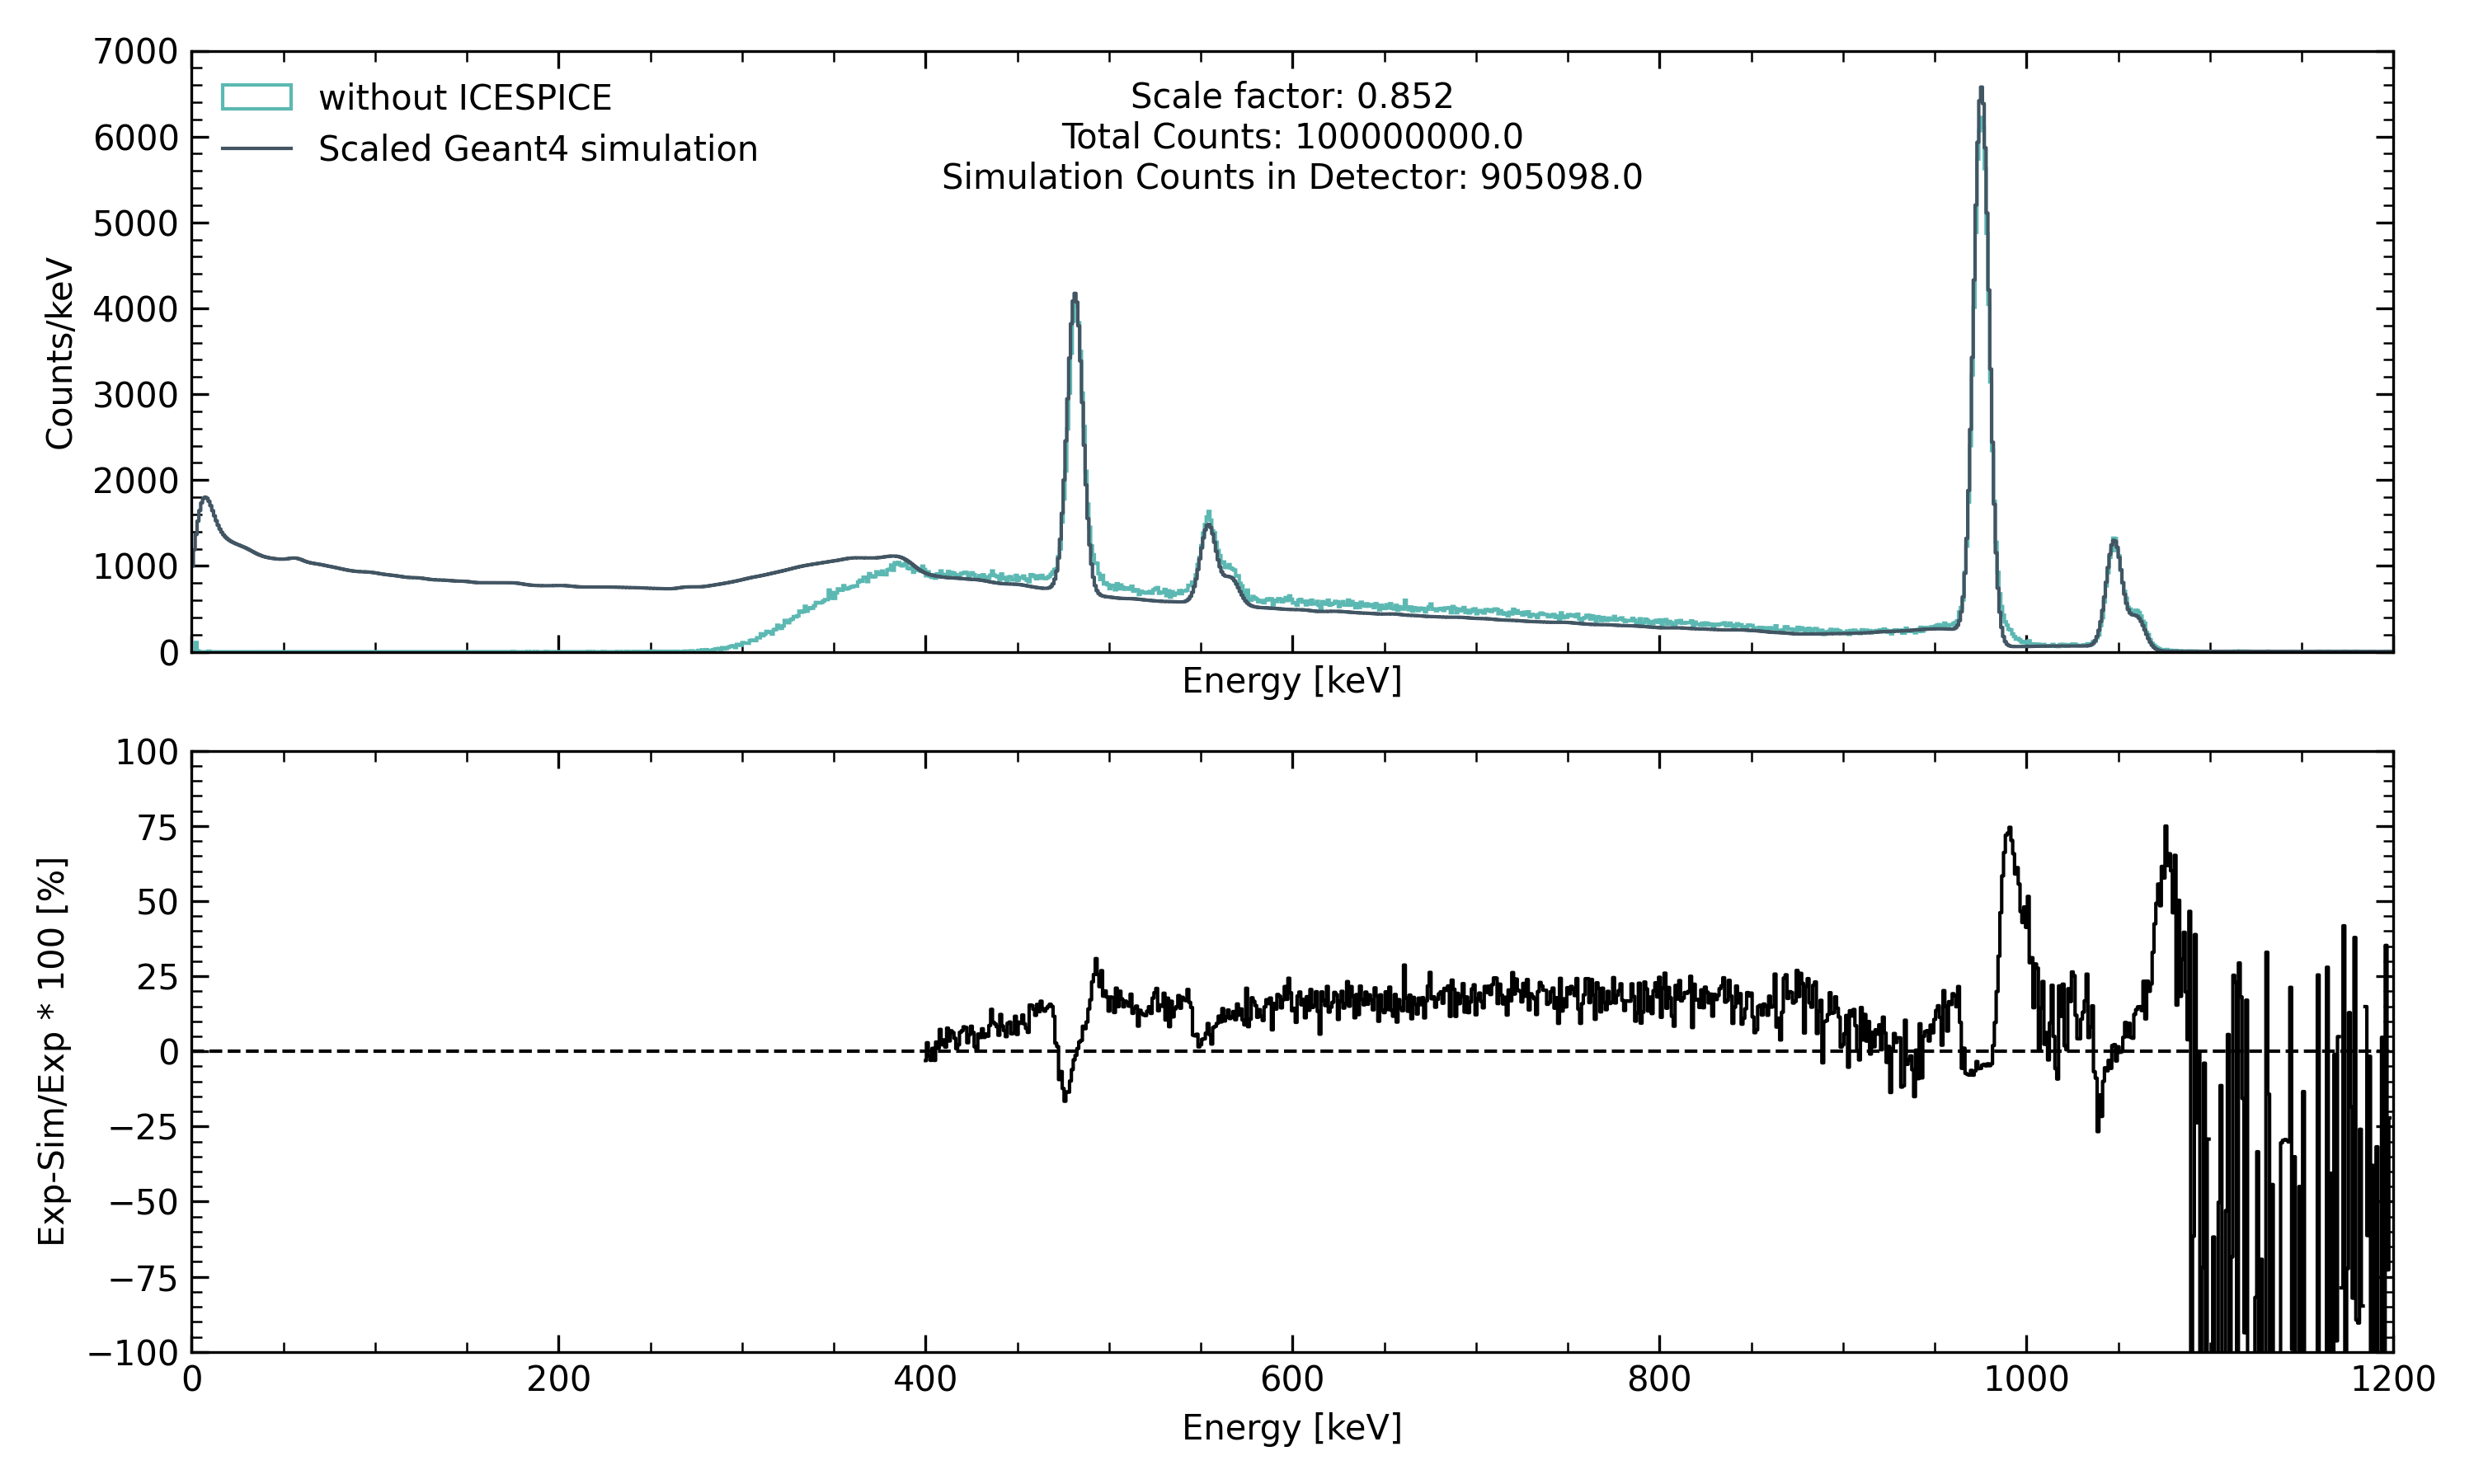 7000
6000
5000
4000
3000
2000
1000
0
Counts/keV
without ICESPICE
Scaled Geant4 simulation
Scale factor: 0.852
Total Counts: 100000000.0
Simulation Counts in Detector: 905098.0
Energy [keV]
100
75
50
25
0
−25
−50
−75
−100
Exp-Sim/Exp * 100 [%]
0 200 400 600 800 1000 1200
Energy [keV]